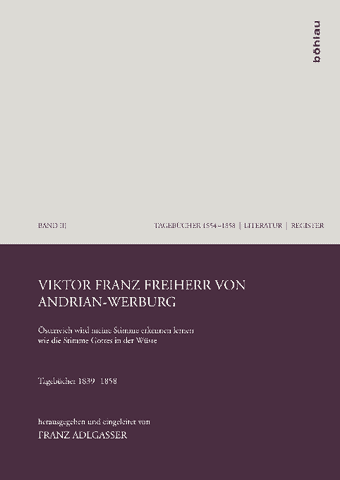 böhlau
BAND III
TAGEBÜCHER 1854–1858 | LITERATUR | REGISTER
VIKTOR FRANZ FREIHERR VON
ANDRIAN-WERBURG
Österreich wird meine Stimme erkennen lernen
wie die Stimme Gottes in der Wüste
Tagebücher 1839–1858
herausgegeben und eingeleitet von
FRANZ ADLGASSER